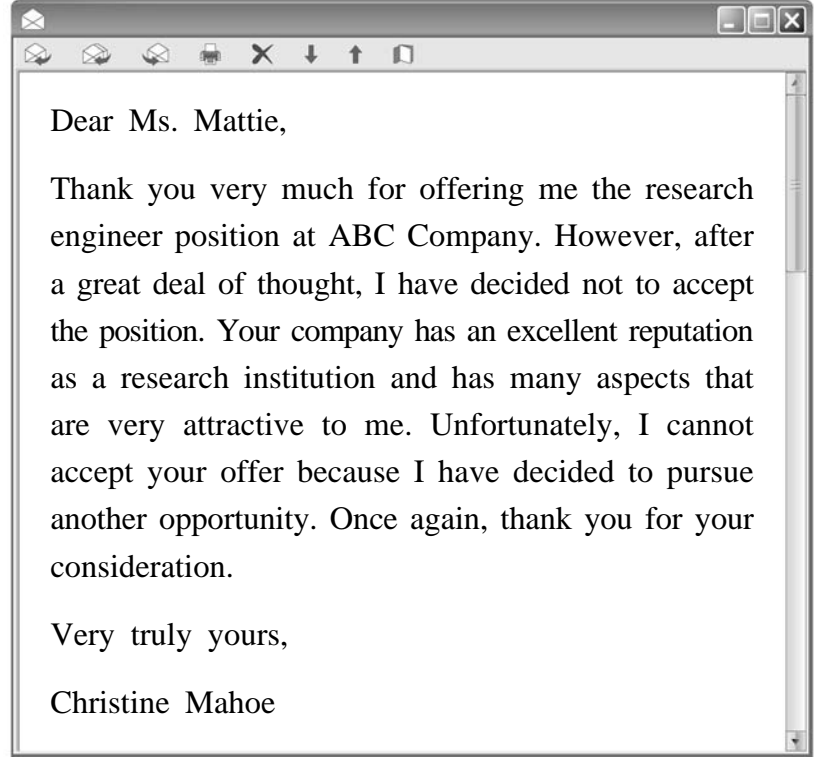 Dear Ms. Mattie,
Thank you very much for offering me the research
engineer position at ABC Company. However, after
a great deal of thought, I have decided not to accept
the position. Your company has an excellent reputation
as a research institution and has many aspects that
are very attractive to me. Unfortunately, I cannot
accept your offer because I have decided to pursue
another opportunity. Once again, thank you for your
consideration.
Very truly yours,
Christine Mahoe